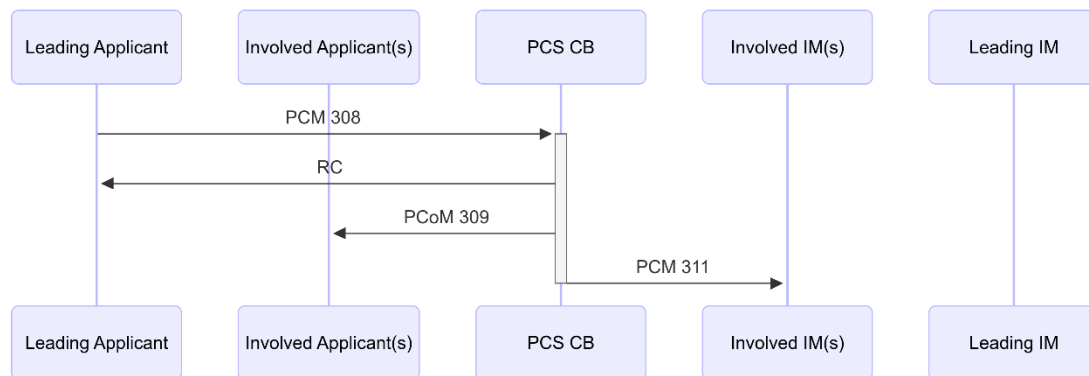 Leading Applicant
Involved Applicant(s)
PCS CB
Involved IM(s)
Leading IM
PCM 308
RC
PCoM 309
PCM 311
Leading Applicant
Involved Applicant(s)
PCS CB
Involved IM(s)
Leading IM